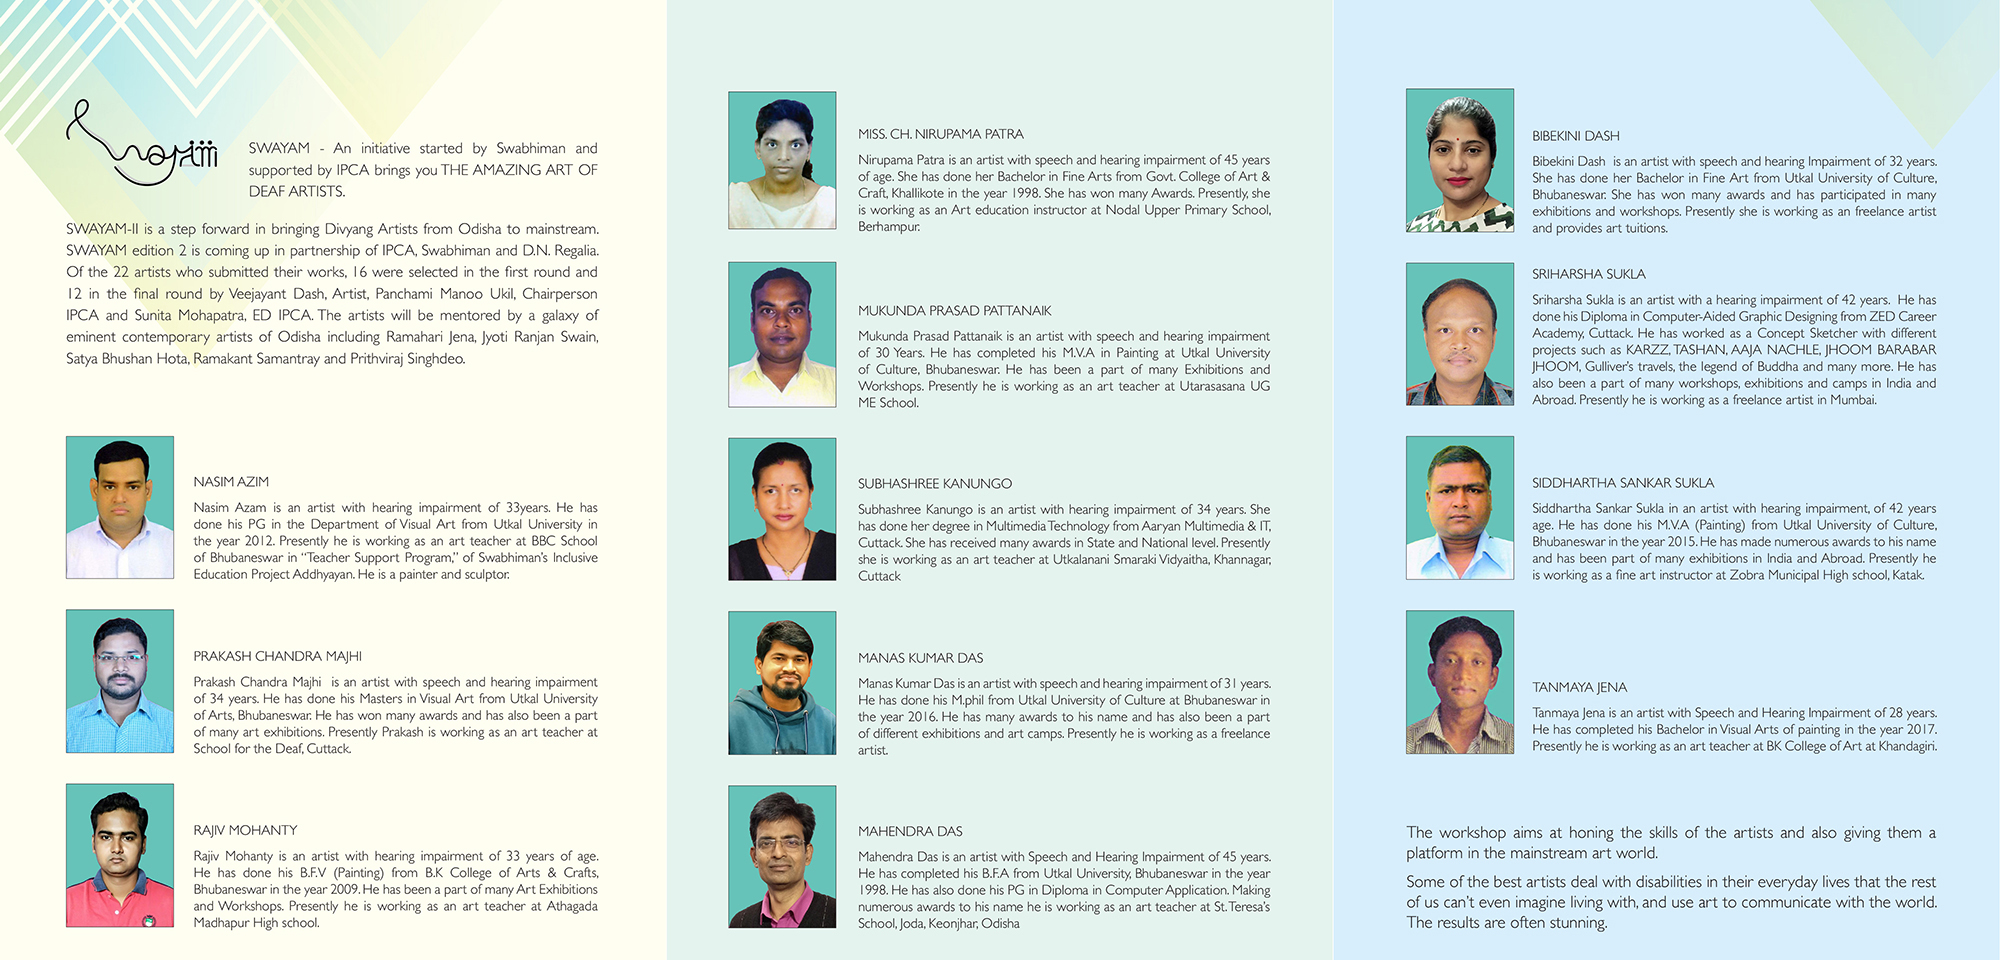 Swayam
SWAYAM - An initiative started by Swabhiman and
supported by IPCA brings you THE AMAZING ART OF
DEAF ARTISTS.
SWAYAM-II is a step forward in bringing Divyang Artists from Odisha to mainstream.
SWAYAM edition 2 is coming up in partnership of IPCA, Swabhiman and D.N. Regalia.
Of the 22 artists who submitted their works, 16 were selected in the first round and
12 in the final round by Veejayant Dash, Artist, Panchami Manoo Ukil, Chairperson
IPCA and Sunita Mohapatra, ED IPCA. The artists will be mentored by a galaxy of
eminent contemporary artists of Odisha including Ramahari Jena, Jyoti Ranjan Swain,
Satya Bhushan Hota, Ramakant Samantray and Prithviraj Singhdeo.
NASIM AZIM
Nasim Azam is an artist with hearing impairment of 33years. He has
done his PG in the Department of Visual Art from Utkal University in
the year 2012. Presently he is working as an art teacher at BBC School
of Bhubaneswar in “Teacher Support Program,” of Swabhiman’s Inclusive
Education Project Addhyayan. He is a painter and sculptor.
PRAKASH CHANDRA MAJHI
Prakash Chandra Majhi is an artist with speech and hearing impairment
of 34 years. He has done his Masters in Visual Art from Utkal University
of Arts, Bhubaneswar. He has won many awards and has also been a part
of many art exhibitions. Presently Prakash is working as an art teacher at
School for the Deaf, Cuttack.
RAJIV MOHANTY
Rajiv Mohanty is an artist with hearing impairment of 33 years of age.
He has done his B.F.V (Painting) from B.K College of Arts & Crafts,
Bhubaneswar in the year 2009. He has been a part of many Art Exhibitions
and Workshops. Presently he is working as an art teacher at Athagada
Madhapur High school.
MISS. CH. NIRUPAMA PATRA
Nirupama Patra is an artist with speech and hearing impairment of 45 years
of age. She has done her Bachelor in Fine Arts from Govt. College of Art &
Craft, Khallikote in the year 1998. She has won many Awards. Presently, she
is working as an Art education instructor at Nodal Upper Primary School,
Berhampur.
MUKUNDA PRASAD PATTANAIK
Mukunda Prasad Pattanaik is an artist with speech and hearing impairment
of 30 Years. He has completed his M.V.A in Painting at Utkal University
of Culture, Bhubaneswar. He has been a part of many Exhibitions and
Workshops. Presently he is working as an art teacher at Utarasasana UG
ME School.
SUBHASHREE KANUNGO
Subhashree Kanungo is an artist with hearing impairment of 34 years. She
has done her degree in Multimedia Technology from Aaryan Multimedia & IT,
Cuttack. She has received many awards in State and National level. Presently
she is working as an art teacher at Utkalanani Smaraki Vidyaitha, Khannagar,
Cuttack
MANAS KUMAR DAS
Manas Kumar Das is an artist with speech and hearing impairment of 31 years.
He has done his M.phil from Utkal University of Culture at Bhubaneswar in
the year 2016. He has many awards to his name and has also been a part
of different exhibitions and art camps. Presently he is working as a freelance
artist.
MAHENDRA DAS
Mahendra Das is an artist with Speech and Hearing Impairment of 45 years.
He has completed his B.F.A from Utkal University, Bhubaneswar in the year
1998. He has also done his PG in Diploma in Computer Application. Making
numerous awards to his name he is working as an art teacher at St. Teresa’s
School, Joda, Keonjhar, Odisha
BIBEKINI DASH
Bibekini Dash is an artist with speech and hearing Impairment of 32 years.
She has done her Bachelor in Fine Art from Utkal University of Culture,
Bhubaneswar. She has won many awards and has participated in many
exhibitions and workshops. Presently she is working as an freelance artist
and provides art tuitions.
SRIHARSHA SUKLA
Sriharsha Sukla is an artist with a hearing impairment of 42 years. He has
done his Diploma in Computer-Aided Graphic Designing from ZED Career
Academy, Cuttack. He has worked as a Concept Sketcher with different
projects such as KARZZ, TASHAN, AAJA NACHLE, JHOOM BARABAR
JHOOM, Gulliver’s travels, the legend of Buddha and many more. He has
also been a part of many workshops, exhibitions and camps in India and
Abroad. Presently he is working as a freelance artist in Mumbai.
SIDDHARTHA SANKAR SUKLA
Siddhartha Sankar Sukla in an artist with hearing impairment, of 42 years
age. He has done his M.V.A (Painting) from Utkal University of Culture,
Bhubaneswar in the year 2015. He has made numerous awards to his name
and has been part of many exhibitions in India and Abroad. Presently he
is working as a fine art instructor at Zobra Municipal High school, Katak.
TANMAYA JENA
Tanmaya Jena is an artist with Speech and Hearing Impairment of 28 years.
He has completed his Bachelor in Visual Arts of painting in the year 2017.
Presently he is working as an art teacher at BK College of Art at Khandagiri.
The workshop aims at honing the skills of the artists and also giving them a
platform in the mainstream art world.
Some of the best artists deal with disabilities in their everyday lives that the rest
of us can’t even imagine living with, and use art to communicate with the world.
The results are often stunning.